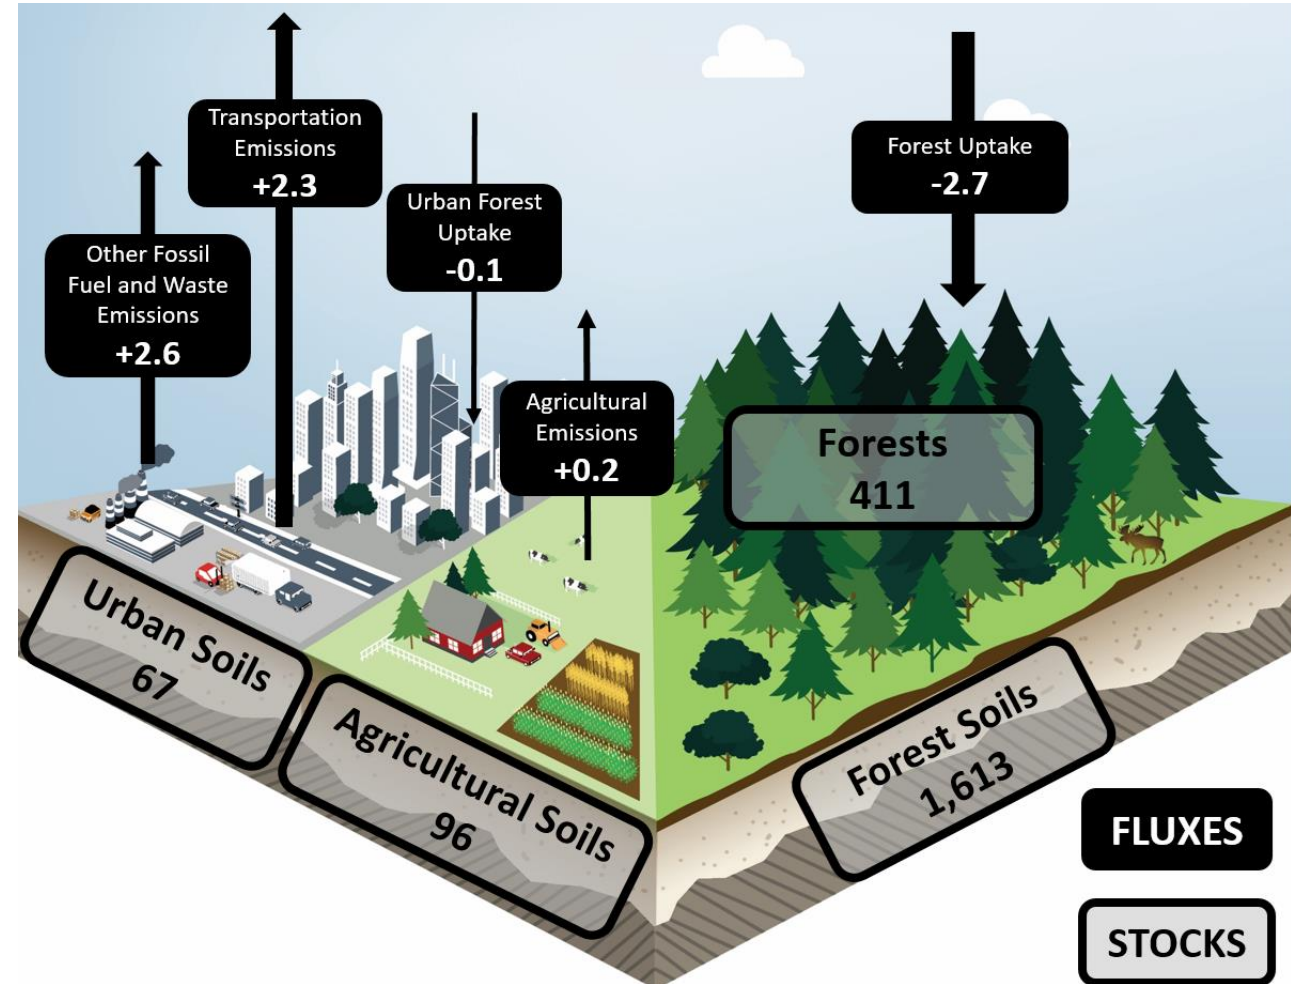 Transportation
Emissions
+2.3
Forest Uptake
-2.7
Urban Forest
Uptake
-0.1
Other Fossil
Fuel and Waste
Emissions
+2.6
Agricultural
Emissions
+0.2
Forests
411
Urban Soils
67
Agricultural Soils
96
Forest Soils
1,613
FLUXES
STOCKS